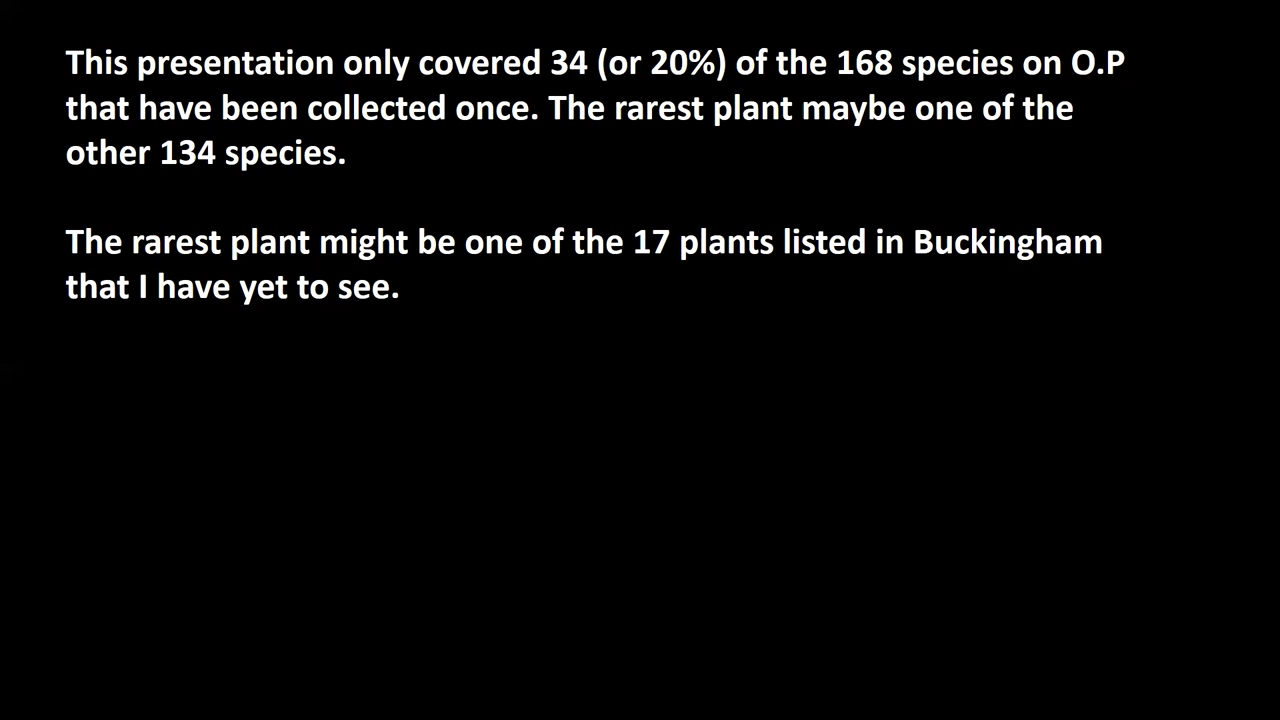 This presentation only covered 34 (or 20%) of the 168 species on O.P
that have been collected once. The rarest plant maybe one of the
other 134 species.
The rarest plant might be one of the 17 plants listed in Buckingham
that I have yet to see.